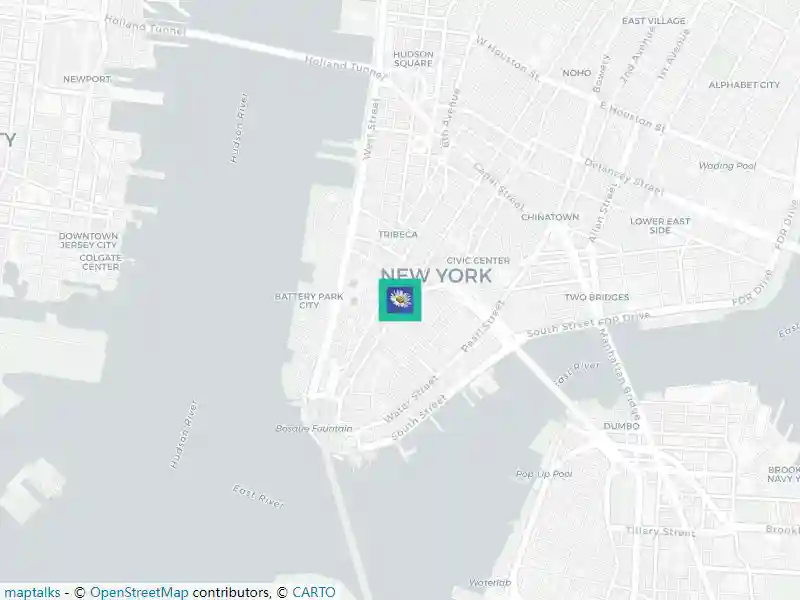 Holland Tunnel
EAST VILLAGE
HUDSON
SQUARE
W Houston St
2nd Avenue
1st Avenue
NOHO
Bowery
Holland Tunnel
NEWPORT
ALPHABET CITY
Hudson River
West Street
6th Avenue
E Houston St
Canal Street
Delancey Street
Wading Pool
Allen Street
CHINATOWN
LOWER EAST
SIDE
FDR Drive
DOWNTOWN
JERSEY CITY
COLGATE
CENTER
TRIBECA
CIVIC CENTER
NEW YORK
BATTERY PARK
CITY
TWO BRIDGES
FDR Drive
Pearl Street
South Street
FDR Drive
East River
Manhattan Bridge
East River
Water Street
South Street
Bosque Fountain
Hudson River
DUMBO
Pop-up Pool
East River
Tillary Street
Waterlab
maptalks - © OpenStreetMap contributors, © CARTO